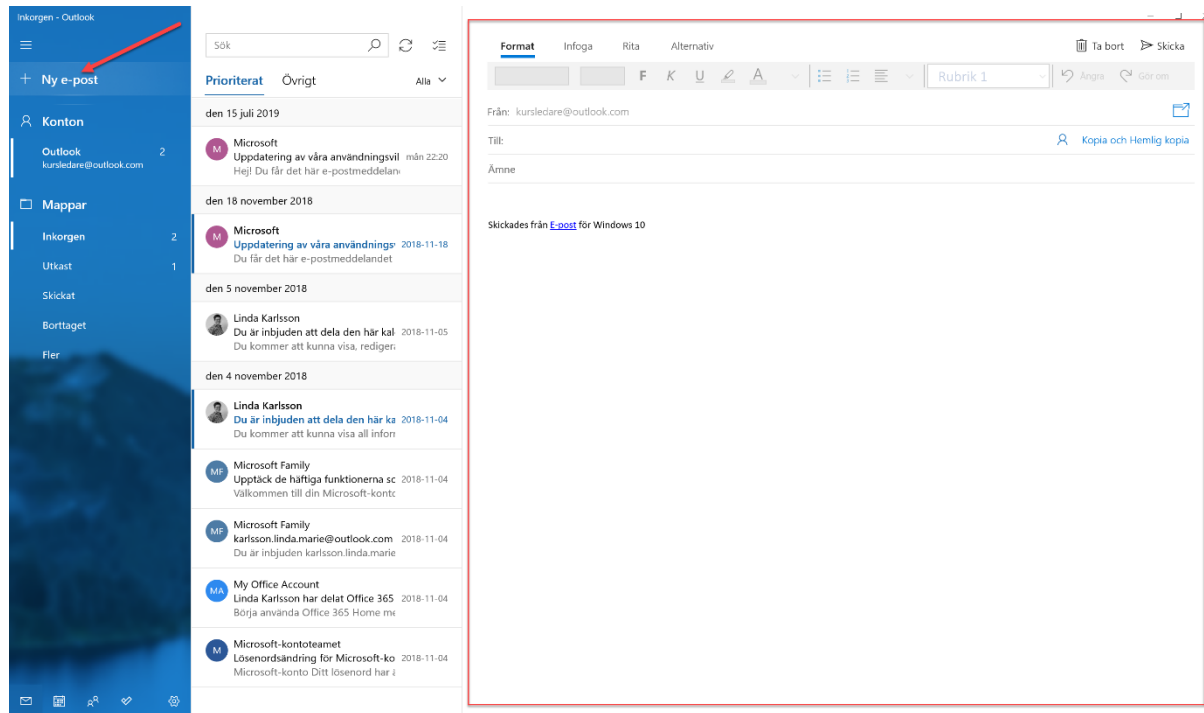 Inkorgen - Outlook
Ny e-post
Konton
Outlook 2
kursledare@outlook.com
Mappar
Inkorgen 2
Utkast 1
Skickat
Borttaget
Fler
Sök
Prioriterat Övrigt Alla
den 15 juli 2019
M Microsoft
Uppdatering av våra användningsvil mån 22:20
Hej! Du får det här e-postmeddelan
den 18 november 2018
M Microsoft
Uppdatering av våra användnings 2018-11-18
Du får det här e-postmeddelandet
den 5 november 2018
Linda Karlsson
Du är inbjuden att dela den här kal 2018-11-05
Du kommer att kunna visa, rediger
den 4 november 2018
Linda Karlsson
Du är inbjuden att dela den här ka 2018-11-04
Du kommer att kunna visa all infor
MF Microsoft Family
Upptäck de häftiga funktionerna sc 2018-11-04
Välkommen till din Microsoft-kontc
MF Microsoft Family
karlsson.linda.marie@outlook.com 2018-11-04
Du är inbjuden karlsson.linda.marie
MA My Office Account
Linda Karlsson har delat Office 365 2018-11-04
Börja använda Office 365 Home me
M Microsoft-kontoteamet
Lösenordsändring för Microsoft-ko 2018-11-04
Microsoft-konto Ditt lösenord har ä
Format Infoga Rita Alternativ Ta bort Skicka
F K U A Rubrik 1 Ångra Gör om
Från: kursledare@outlook.com
Till: Kopia och Hemlig kopia
Ämne
Skickades från E-post för Windows 10